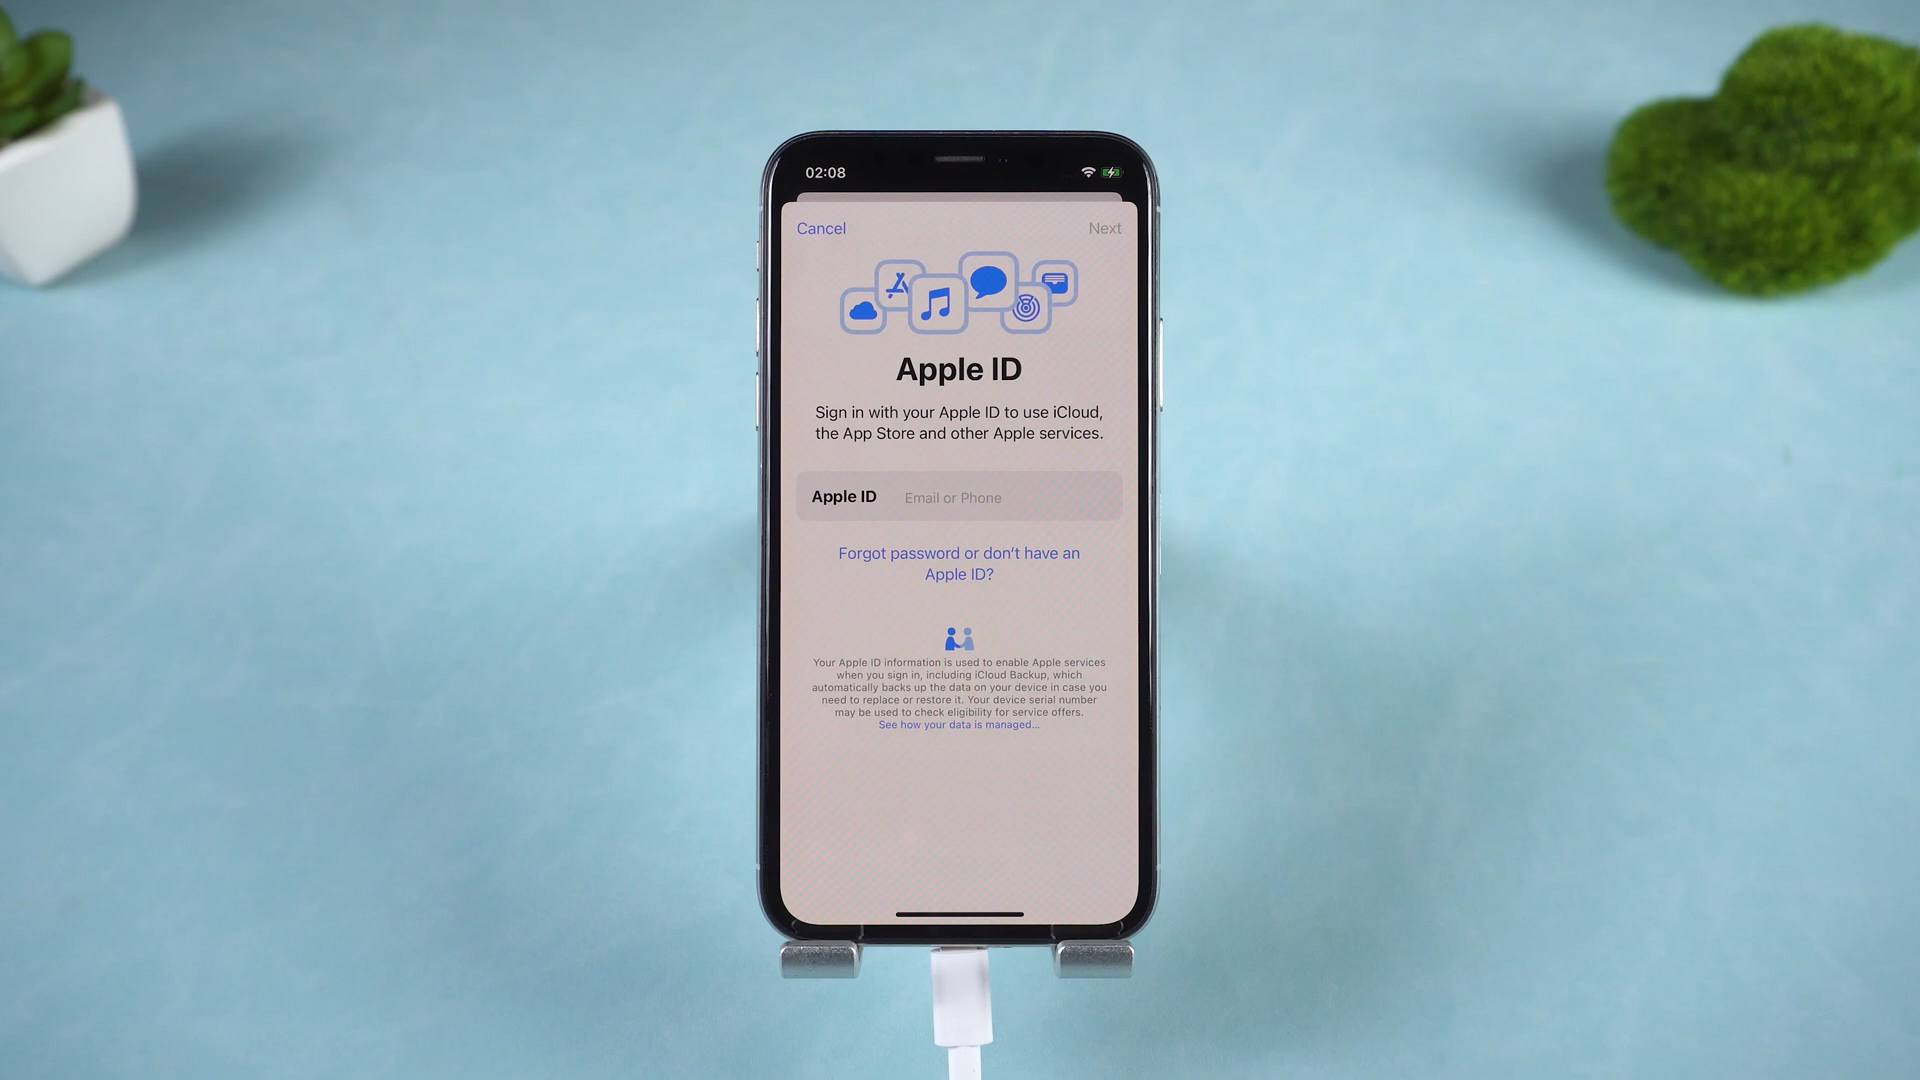 02:08
Cancel
Next
Apple ID
Sign in with your Apple ID to use iCloud,
the App Store and other Apple services.
Apple ID Email or Phone
Forgot password or don’t have an
Apple ID?
Your Apple ID information is used to enable Apple services
when you sign in, including iCloud Backup, which
automatically backs up the data on your device in case you
need to replace or restore it. Your device serial number
may be used to check eligibility for service offers.
See how your data is managed...